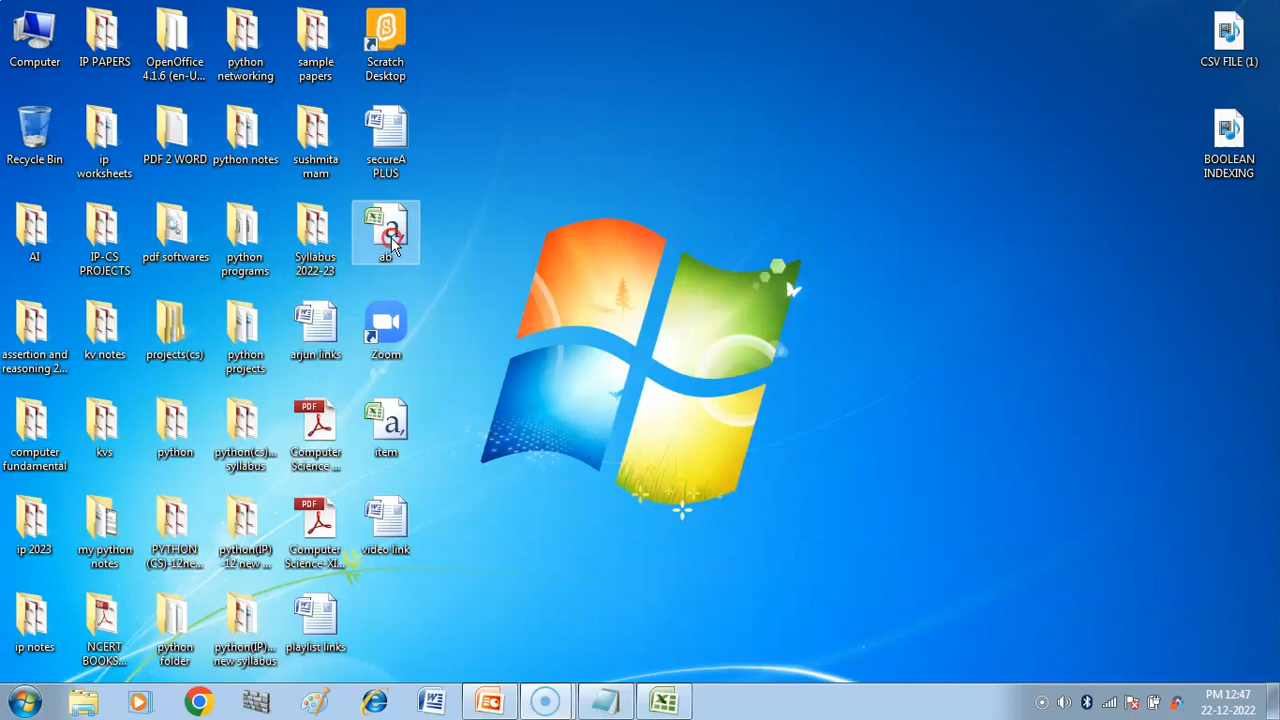 Computer
IP PAPERS
OpenOffice
4.1.6 (en-U...
python
networking
sample
papers
Scratch
Desktop
CSV FILE (1)
Recycle Bin
ip
worksheets
PDF 2 WORD
python notes
sushmita
mam
secureA
PLUS
BOOLEAN
INDEXING
AI
IP-CS
PROJECTS
pdf softwares
python
programs
Syllabus
2022-23
ab
assertion and
reasoning 2...
kv notes
projects(cs)
python
projects
arjun links
Zoom
computer
fundamental
kvs
python
python(cs)...
syllabus
PDF
Computer
Science ...
item
ip 2023
my python
notes
PYTHON
(CS)-12ne...
python(IP)
-12 new ...
PDF
Computer
Science-XI...
video link
ip notes
NCERT
BOOKS...
python
folder
python(IP)...
new syllabus
playlist links
PM 12:47
22-12-2022